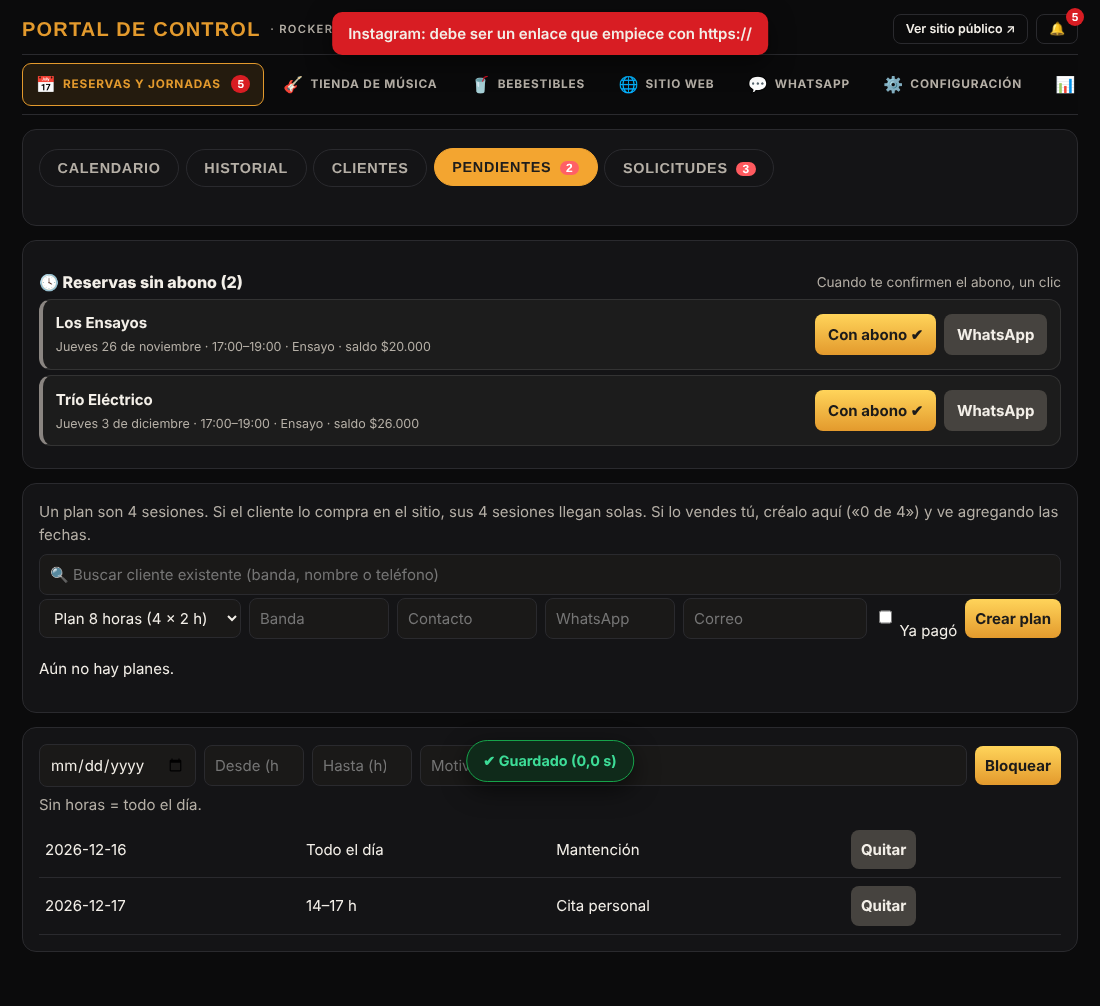 PORTAL DE CONTROL · ROCKER
Instagram: debe ser un enlace que empiece con https://
Ver sitio público ↗
🔔 5
📅 RESERVAS Y JORNADAS 5
🎸 TIENDA DE MÚSICA
🥤 BEBESTIBLES
🌐 SITIO WEB
💬 WHATSAPP
⚙️ CONFIGURACIÓN
📊
CALENDARIO
HISTORIAL
CLIENTES
PENDIENTES 2
SOLICITUDES 3
🕓 Reservas sin abono (2)
Cuando te confirmen el abono, un clic
Los Ensayos
Jueves 26 de noviembre · 17:00–19:00 · Ensayo · saldo $20.000
Con abono ✔
WhatsApp
Trío Eléctrico
Jueves 3 de diciembre · 17:00–19:00 · Ensayo · saldo $26.000
Con abono ✔
WhatsApp
Un plan son 4 sesiones. Si el cliente lo compra en el sitio, sus 4 sesiones llegan solas. Si lo vendes tú, créalo aquí («0 de 4») y ve agregando las
fechas.
🔍 Buscar cliente existente (banda, nombre o teléfono)
Plan 8 horas (4 × 2 h)
Banda
Contacto
WhatsApp
Correo
Ya pagó
Crear plan
Aún no hay planes.
mm/dd/yyyy
Desde (h
Hasta (h)
Motiv
✔ Guardado (0,0 s)
Bloquear
Sin horas = todo el día.
2026-12-16 Todo el día Mantención Quitar
2026-12-17 14–17 h Cita personal Quitar